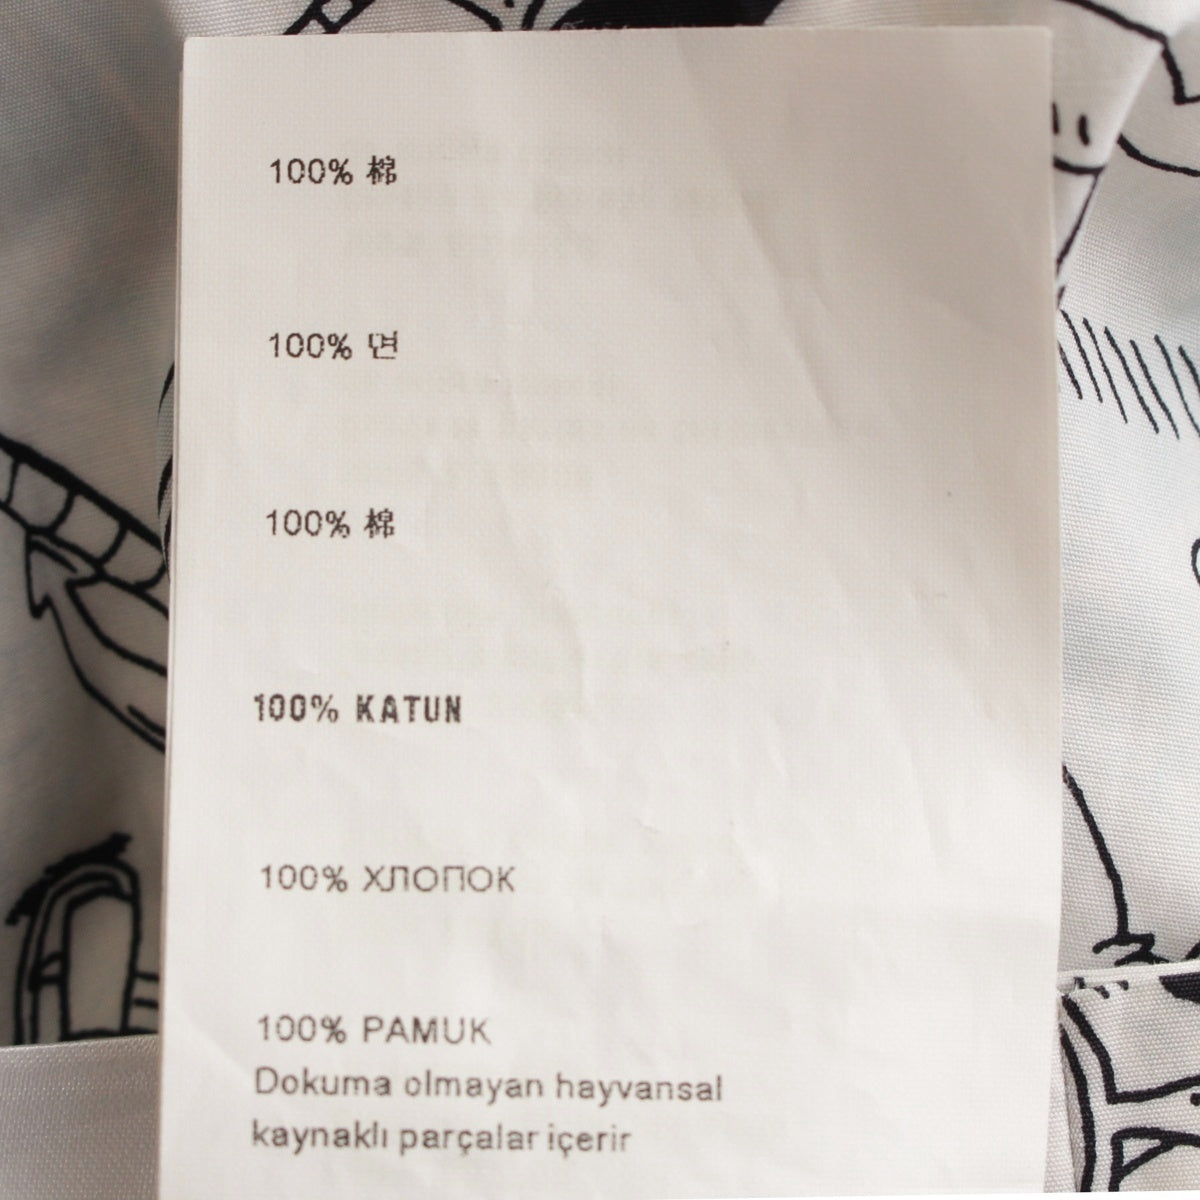 100% 棉
100% 면
100% 棉
100% KATUN
100% ХЛОПОК
100% PAMUK
Dokuma olmayan hayvansal
kaynaklı parçalar içerir